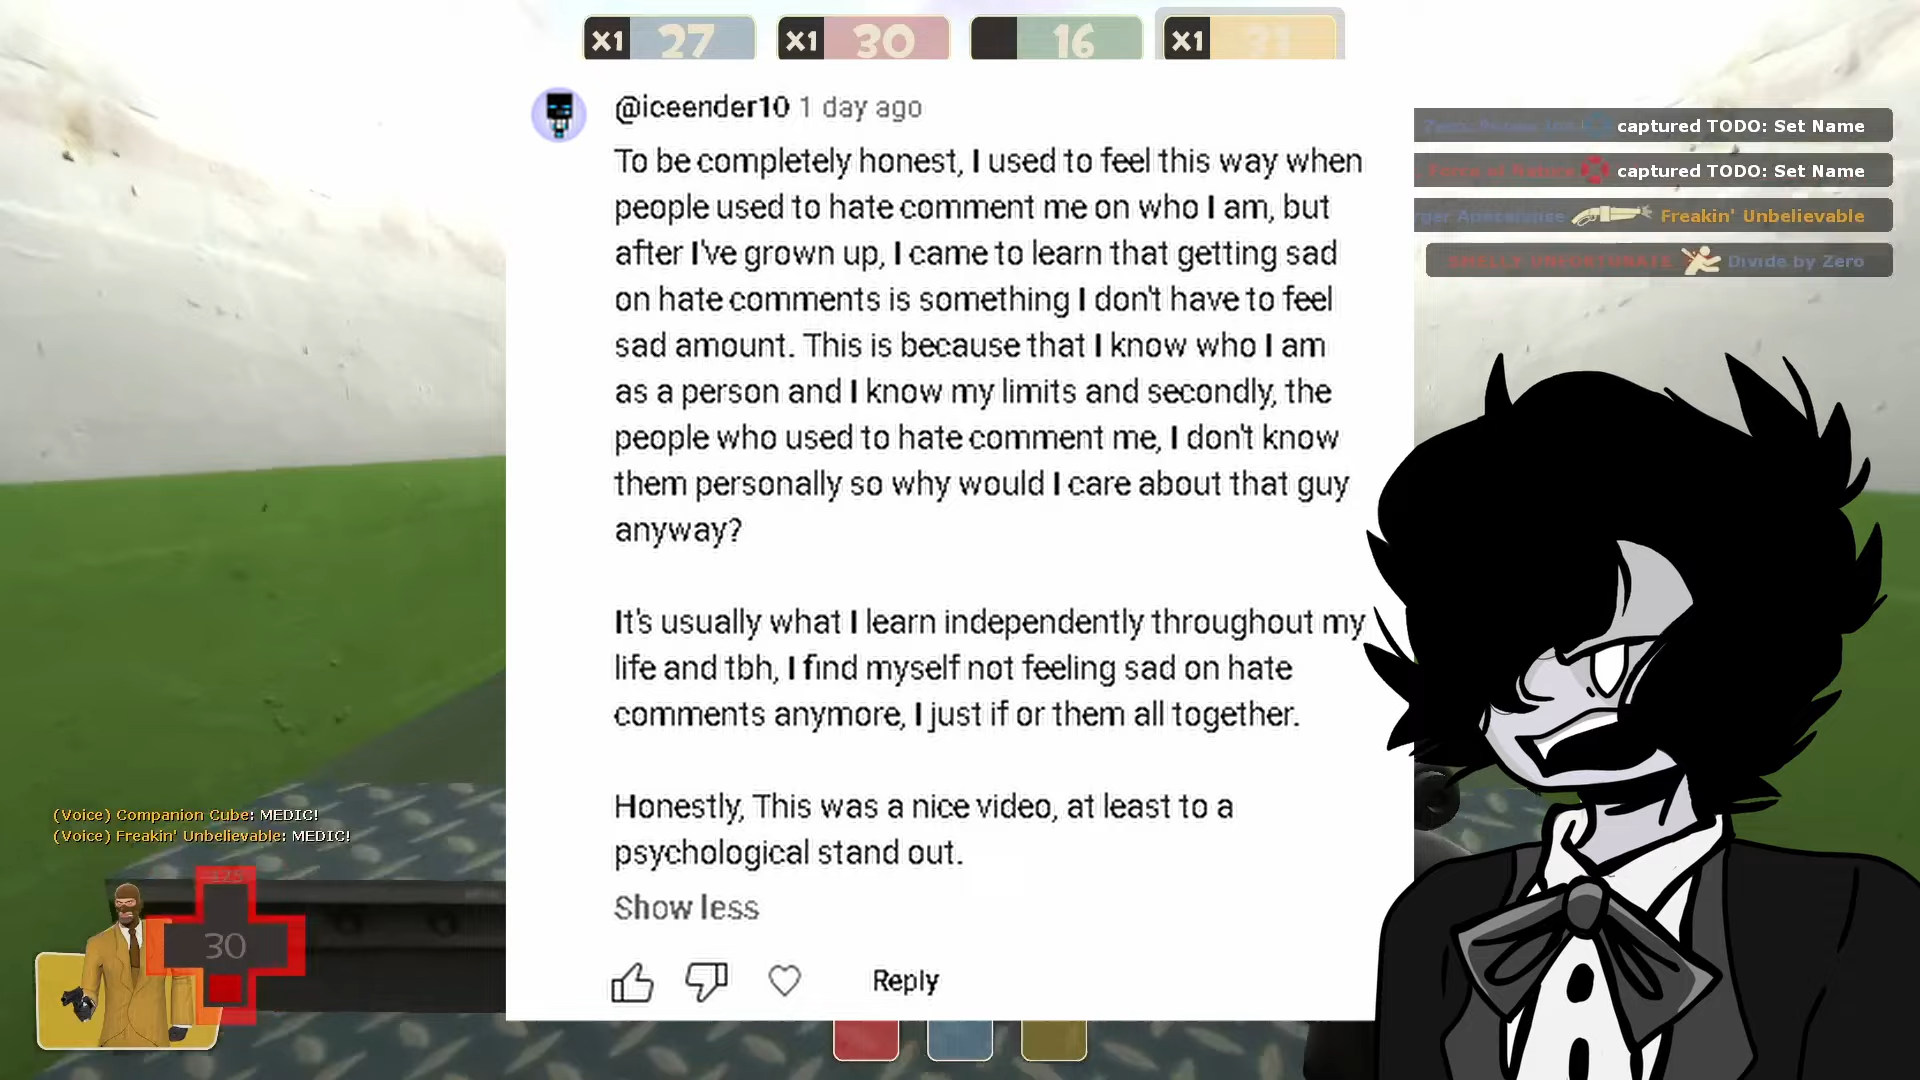 X1 27
X1 30
16
X1 31
@iceender10 1 day ago
To be completely honest, I used to feel this way when
people used to hate comment me on who I am, but
after I've grown up, I came to learn that getting sad
on hate comments is something I don't have to feel
sad amount. This is because that I know who I am
as a person and I know my limits and secondly, the
people who used to hate comment me, I don't know
them personally so why would I care about that guy
anyway?
It's usually what I learn independently throughout my
life and tbh, I find myself not feeling sad on hate
comments anymore, I just if or them all together.
Honestly, This was a nice video, at least to a
psychological stand out.
Show less
Reply
captured TODO: Set Name
Force of Nature captured TODO: Set Name
Freakin' Unbelievable
SMELLY UNFORTUNATE Divide by Zero
(Voice) Companion Cube: MEDIC!
(Voice) Freakin' Unbelievable: MEDIC!
125
30